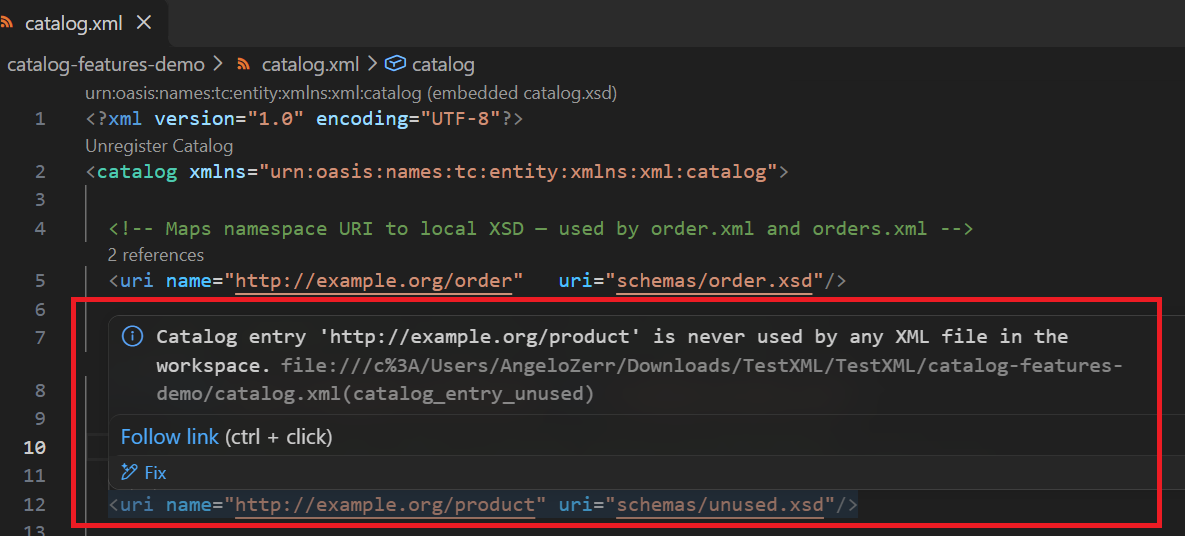 catalog.xml
catalog-features-demo > catalog.xml > catalog
urn:oasis:names:tc:entity:xmlns:xml:catalog (embedded catalog.xsd)
1 <?xml version="1.0" encoding="UTF-8"?>
Unregister Catalog
2 <catalog xmlns="urn:oasis:names:tc:entity:xmlns:xml:catalog">
3
4 <!-- Maps namespace URI to local XSD — used by order.xml and orders.xml -->
2 references
5 <uri name="http://example.org/order" uri="schemas/order.xsd"/>
6
7 Catalog entry 'http://example.org/product' is never used by any XML file in the
workspace. file:///c%3A/Users/AngeloZerr/Downloads/TestXML/TestXML/catalog-features-
8 demo/catalog.xml(catalog_entry_unused)
9
10 Follow link (ctrl + click)
11 Fix
12 <uri name="http://example.org/product" uri="schemas/unused.xsd"/>
13